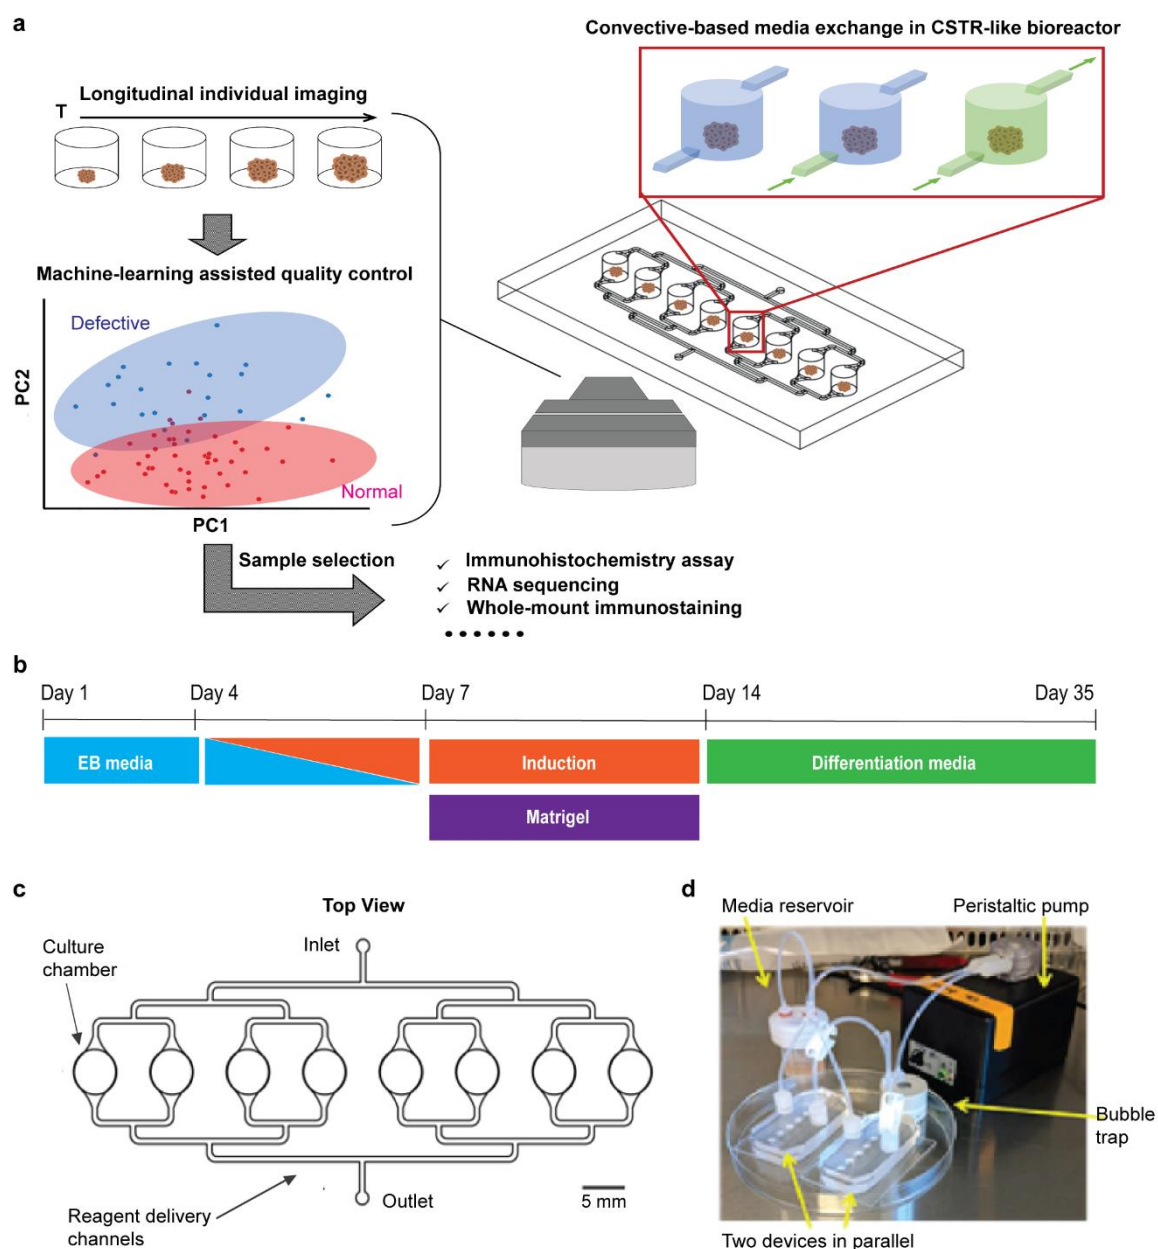 a
Convective-based media exchange in CSTR-like bioreactor
Longitudinal individual imaging
T
Machine-learning assisted quality control
Defective
PC2
Normal
PC1
Sample selection
✓ Immunohistochemistry assay
✓ RNA sequencing
✓ Whole-mount immunostaining
......
b
Day 1 Day 4 Day 7 Day 14 Day 35
EB media Induction Differentiation media
Matrigel
c
Top View
Culture
chamber
Inlet
Outlet
5 mm
Reagent delivery
channels
d
Media reservoir Peristaltic pump
Bubble
trap
Two devices in parallel